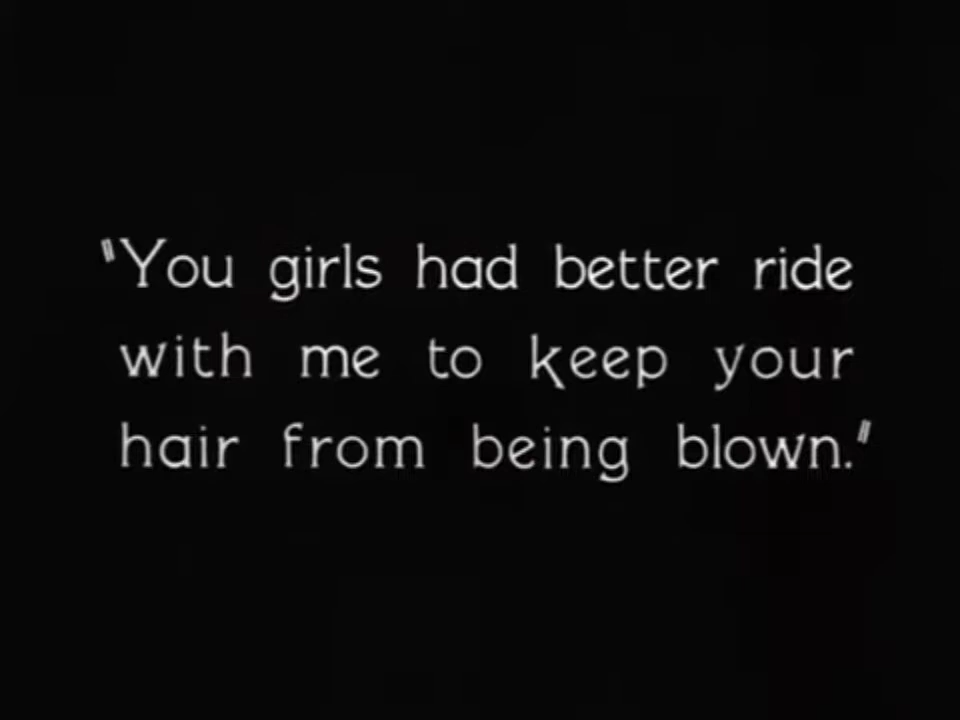 "You girls had better ride
with me to keep your
hair from being blown."